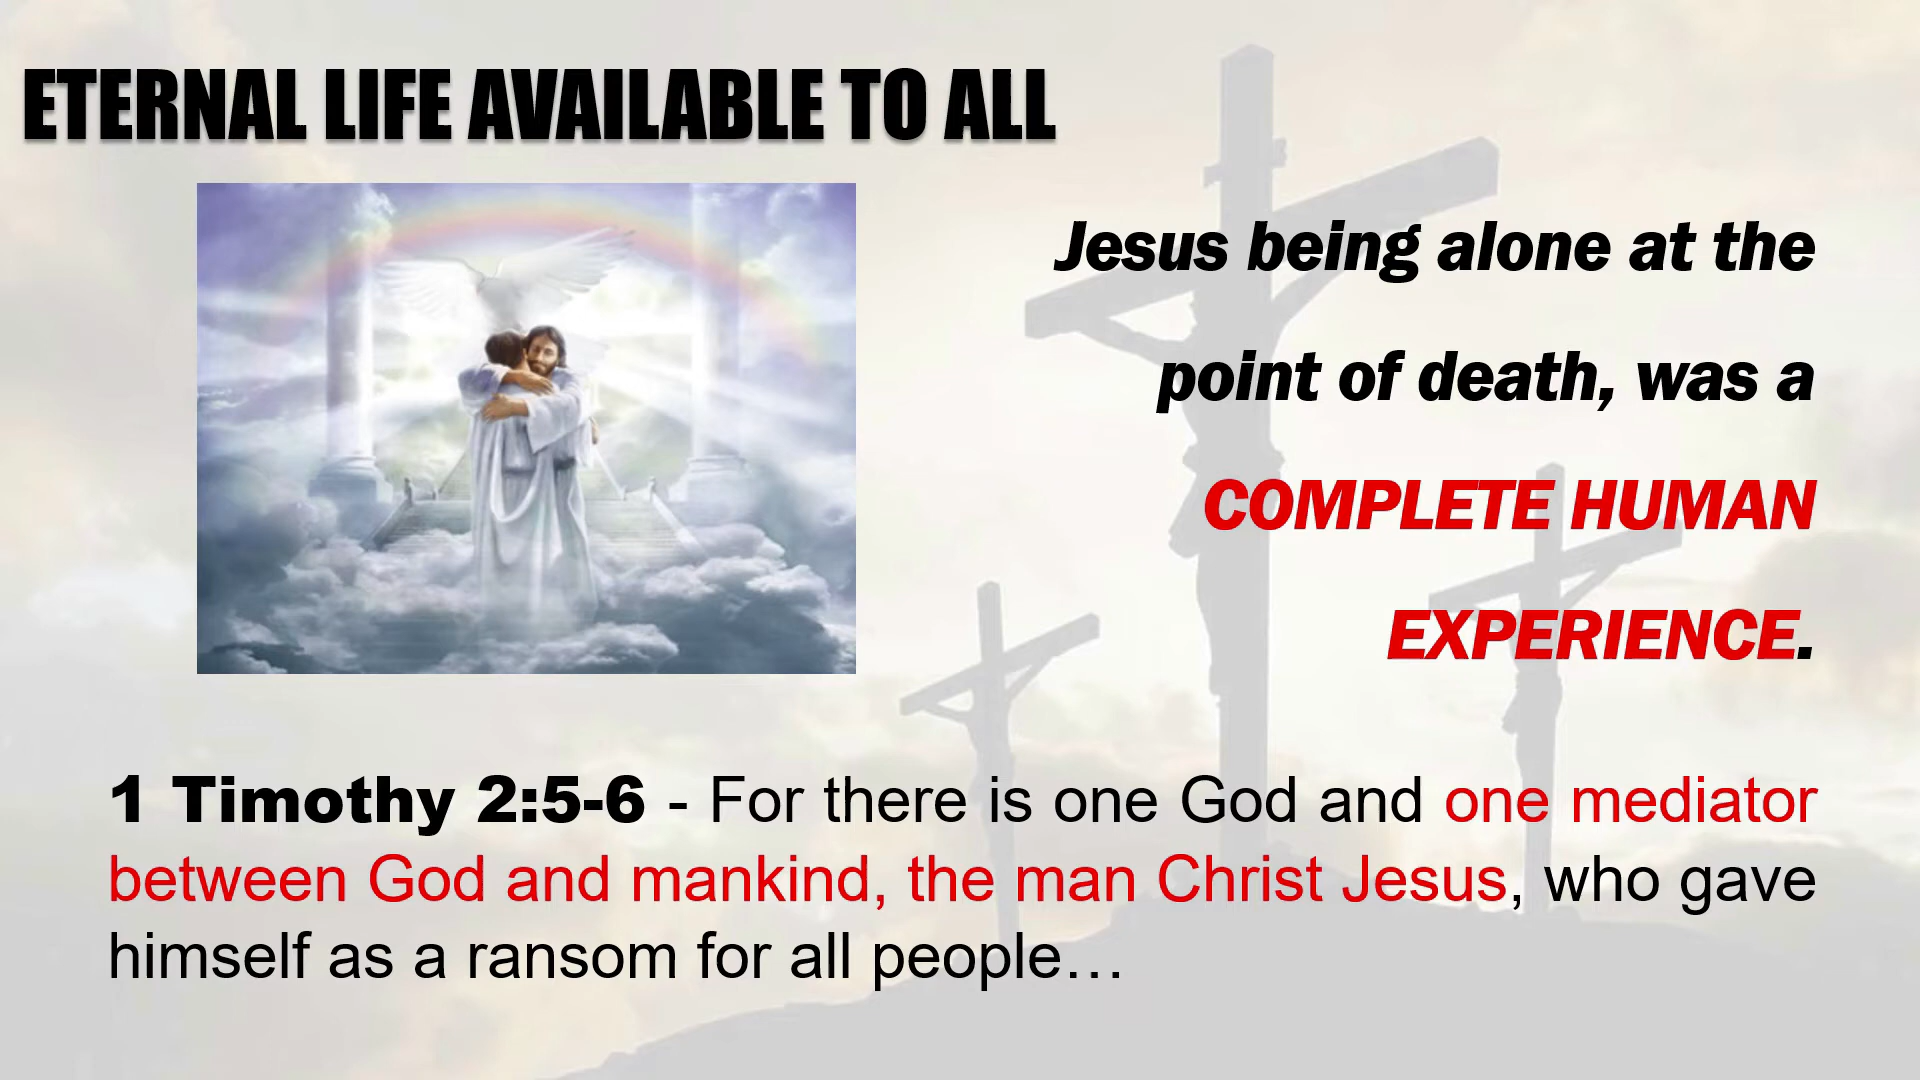 ETERNAL LIFE AVAILABLE TO ALL
Jesus being alone at the
point of death, was a
COMPLETE HUMAN
EXPERIENCE.
1 Timothy 2:5-6 - For there is one God and one mediator
between God and mankind, the man Christ Jesus, who gave
himself as a ransom for all people…